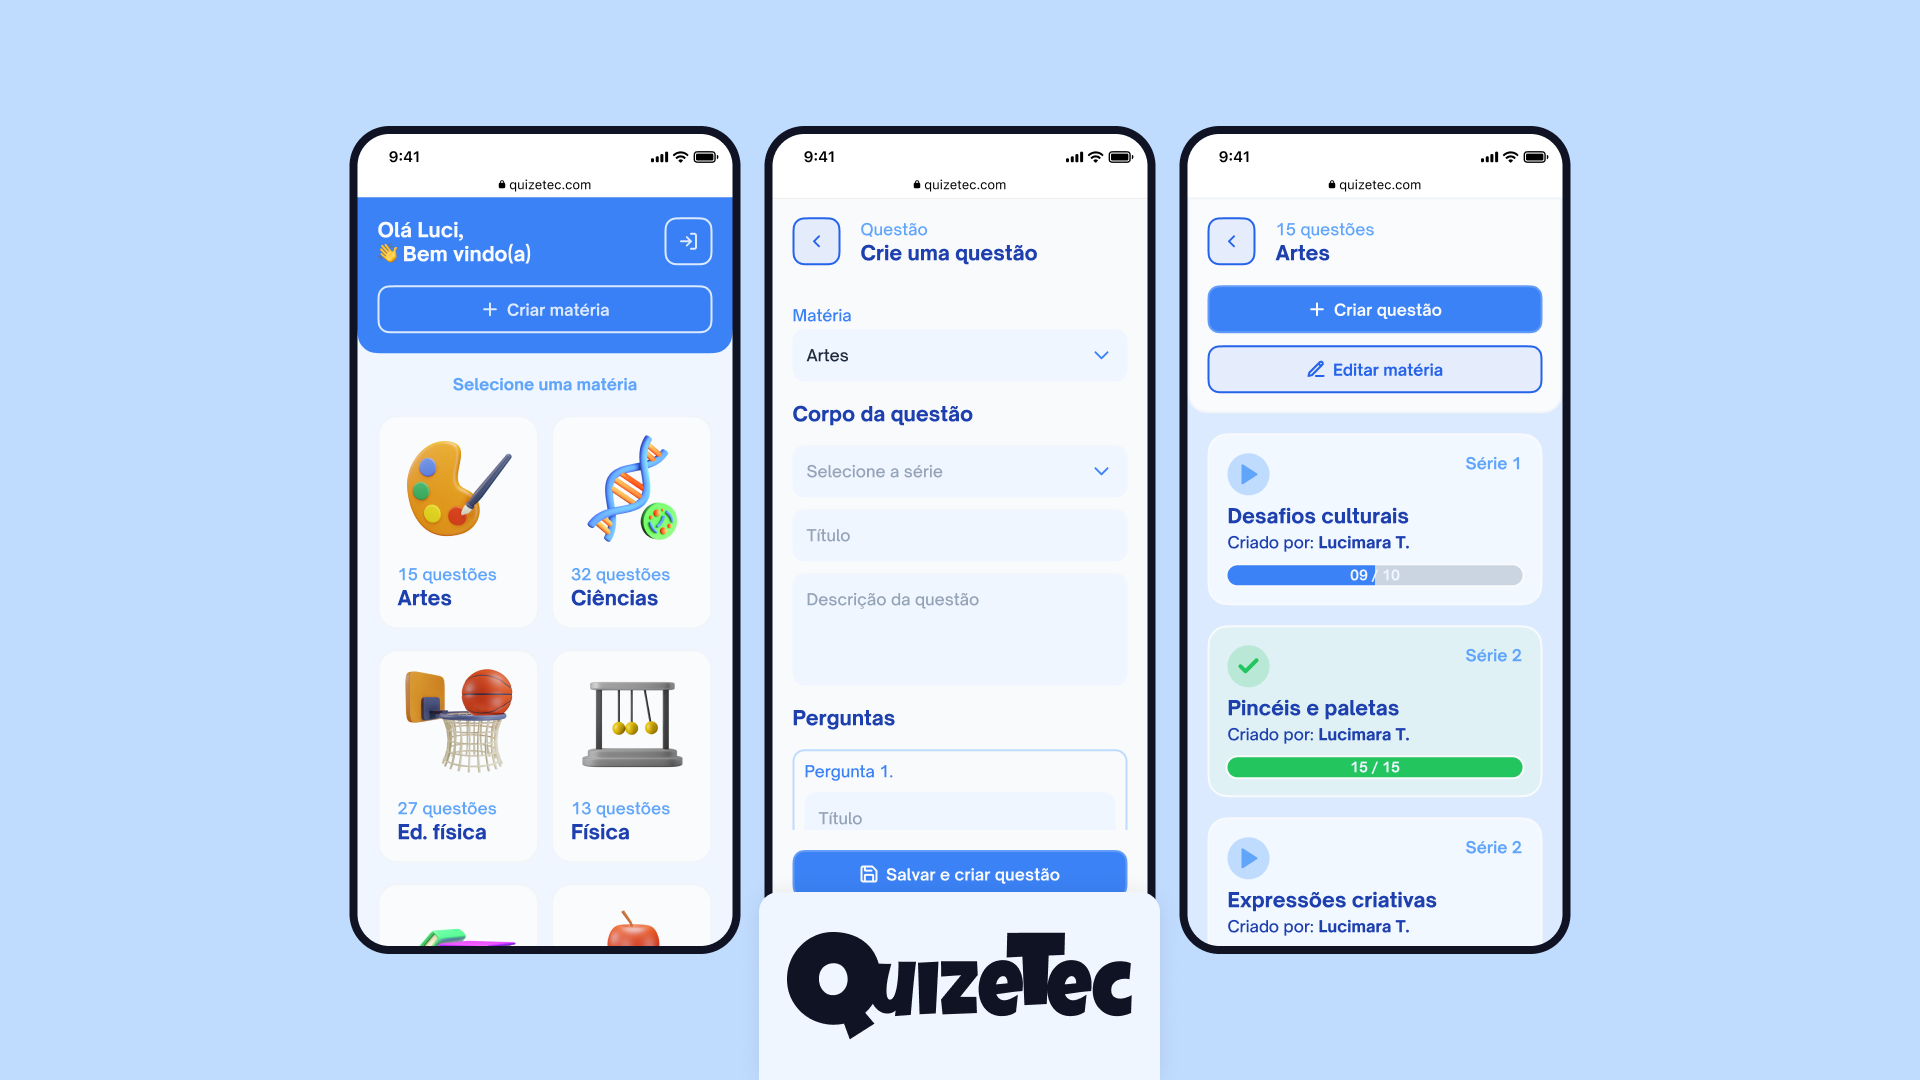 9:41
quizetec.com
Olá Luci,
👋 Bem vindo(a)
Criar matéria
Selecione uma matéria
15 questões
Artes
32 questões
Ciências
27 questões
Ed. física
13 questões
Física
9:41
quizetec.com
Questão
Crie uma questão
Matéria
Artes
Corpo da questão
Selecione a série
Título
Descrição da questão
Perguntas
Pergunta 1.
Título
Salvar e criar questão
QuizeTec
9:41
quizetec.com
15 questões
Artes
Criar questão
Editar matéria
Série 1
Desafios culturais
Criado por: Lucimara T.
09 / 10
Série 2
Pincéis e paletas
Criado por: Lucimara T.
15 / 15
Série 2
Expressões criativas
Criado por: Lucimara T.